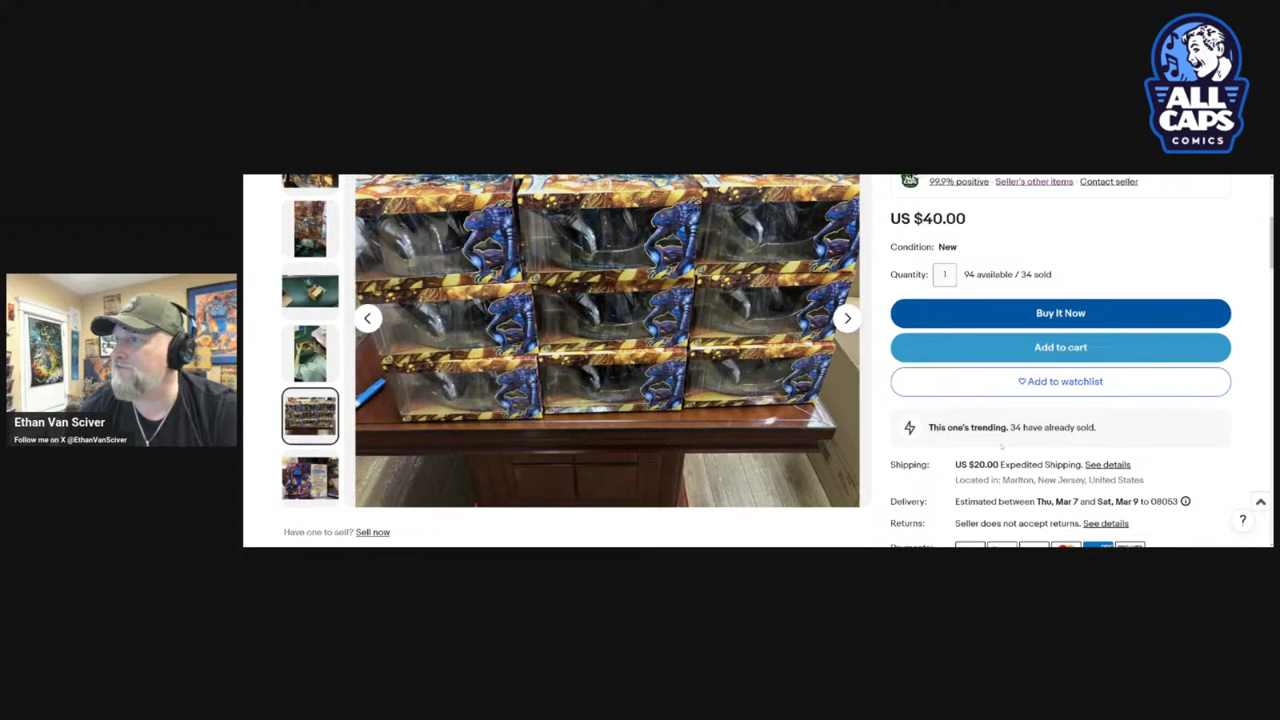 ALL
CAPS
COMICS
99.9% positive · Seller's other items · Contact seller
US $40.00
Condition: New
Quantity: 1 94 available / 34 sold
Buy It Now
Add to cart
Add to watchlist
This one's trending. 34 have already sold.
Shipping: US $20.00 Expedited Shipping. See details
Located in: Marlton, New Jersey, United States
Delivery: Estimated between Thu, Mar 7 and Sat, Mar 9 to 08053
Returns: Seller does not accept returns. See details
?
Have one to sell? Sell now
Ethan Van Sciver
Follow me on X @EthanVanSciver